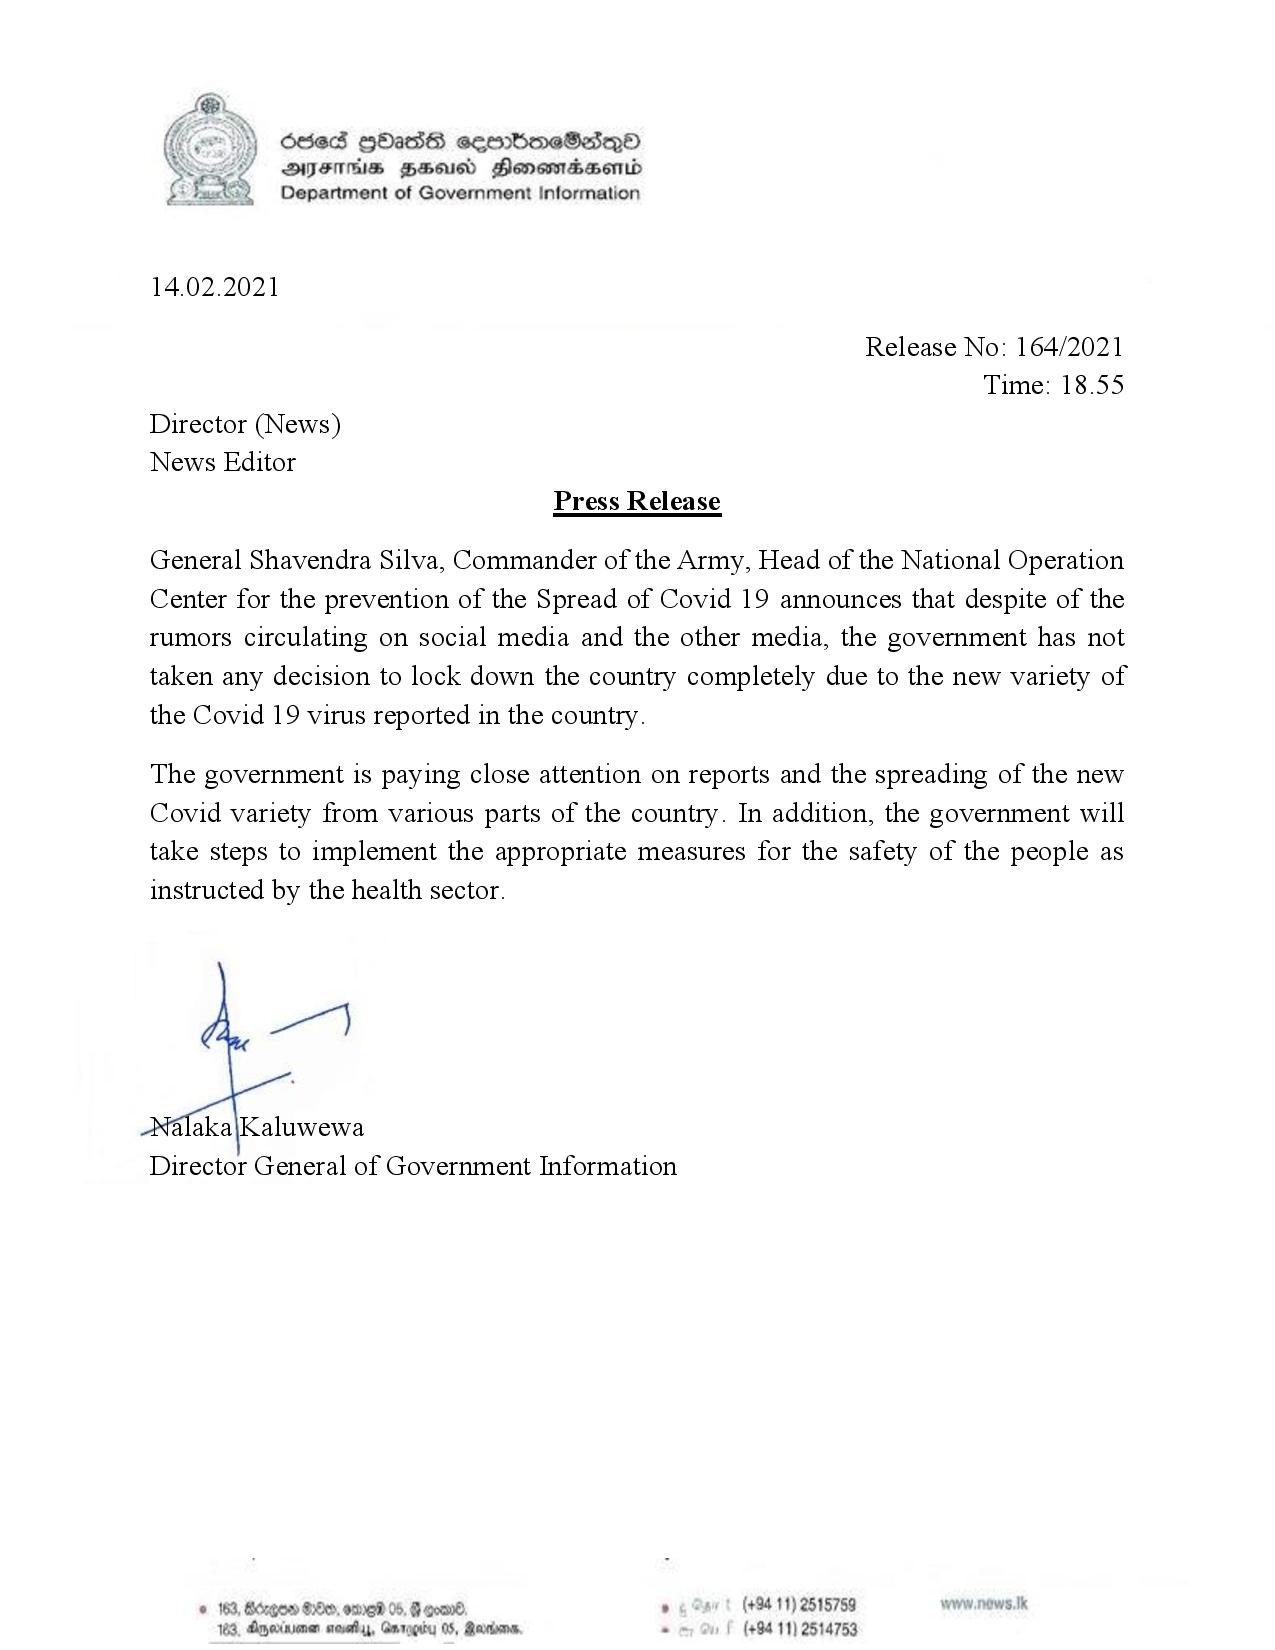 රජයේ ප්‍රවෘත්ති දෙපාර්තමේන්තුව
அரசாங்க தகவல் திணைக்களம்
Department of Government Information
14.02.2021
Release No: 164/2021
Time: 18.55
Director (News)
News Editor
Press Release
General Shavendra Silva, Commander of the Army, Head of the National Operation
Center for the prevention of the Spread of Covid 19 announces that despite of the
rumors circulating on social media and the other media, the government has not
taken any decision to lock down the country completely due to the new variety of
the Covid 19 virus reported in the country.
The government is paying close attention on reports and the spreading of the new
Covid variety from various parts of the country. In addition, the government will
take steps to implement the appropriate measures for the safety of the people as
instructed by the health sector.
Nalaka Kaluwewa
Director General of Government Information
163, කිරුලපන මාවත, කොළඹ 05, ශ්‍රී ලංකාව.
163, கிருலப்பனை எவனியூ, கொழும்பு 05, இலங்கை.
(+94 11) 2515759
(+94 11) 2514753
www.news.lk